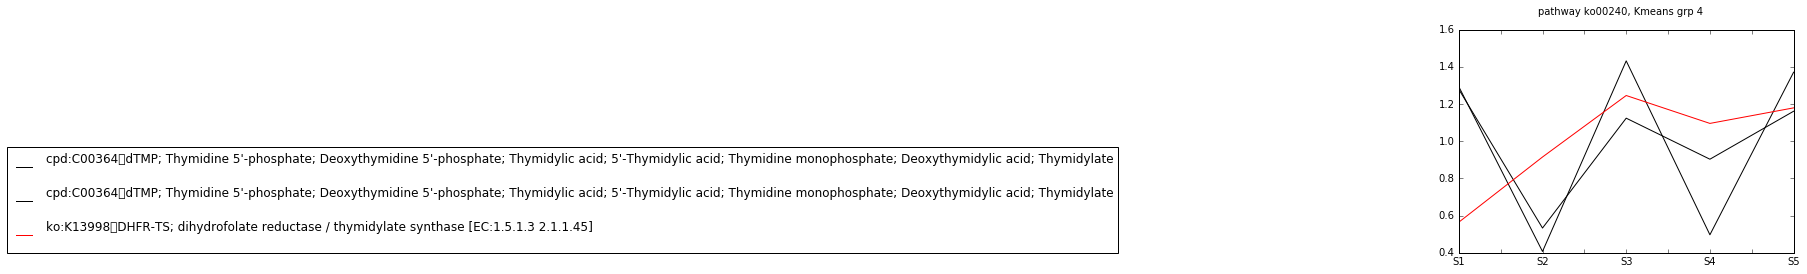 pathway ko00240, Kmeans grp 4
1.6
1.4
1.2
1.0
0.8
0.6
0.4
S1 S2 S3 S4 S5
cpd:C00364▯dTMP; Thymidine 5'-phosphate; Deoxythymidine 5'-phosphate; Thymidylic acid; 5'-Thymidylic acid; Thymidine monophosphate; Deoxythymidylic acid; Thymidylate
cpd:C00364▯dTMP; Thymidine 5'-phosphate; Deoxythymidine 5'-phosphate; Thymidylic acid; 5'-Thymidylic acid; Thymidine monophosphate; Deoxythymidylic acid; Thymidylate
ko:K13998▯DHFR-TS; dihydrofolate reductase / thymidylate synthase [EC:1.5.1.3 2.1.1.45]